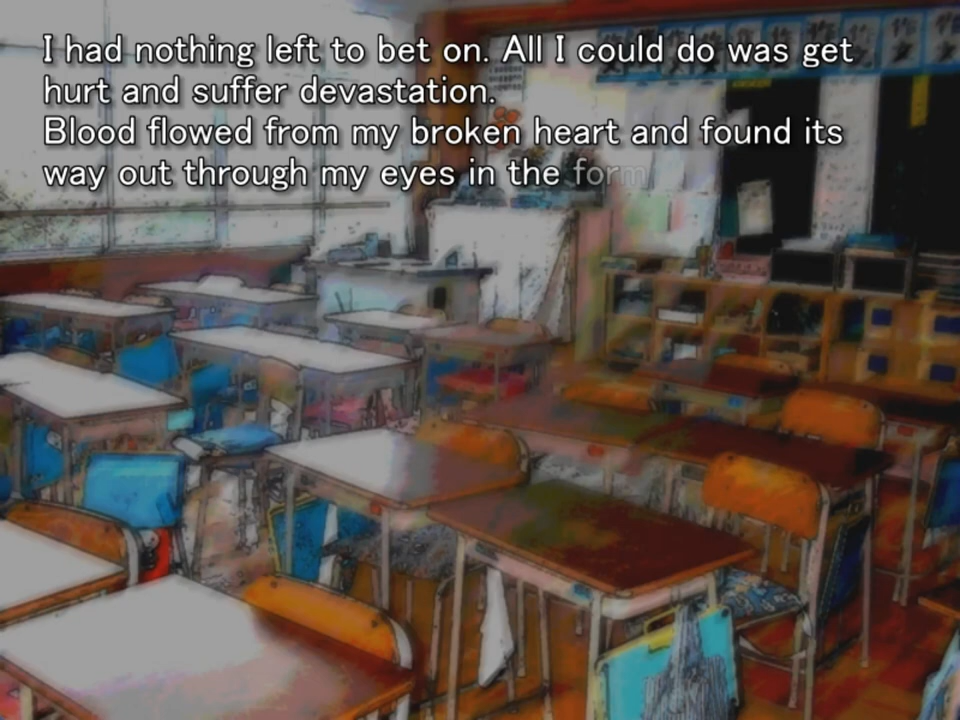 I had nothing left to bet on. All I could do was get
hurt and suffer devastation.
Blood flowed from my broken heart and found its
way out through my eyes in the form